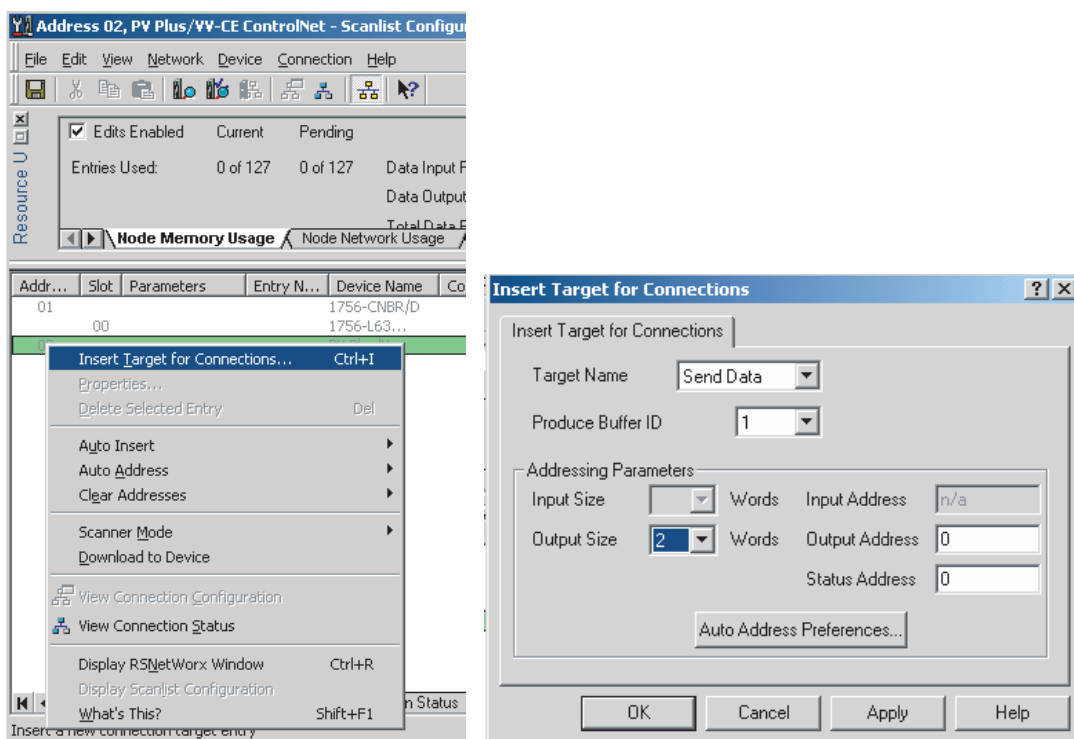 Address 02, PV Plus/VV-CE ControlNet - Scanlist Configu
File Edit View Network Device Connection Help
Resource U
Edits Enabled Current Pending
Entries Used: 0 of 127 0 of 127 Data Input
Data Output
Total Data
Node Memory Usage Node Network Usage
Addr... Slot Parameters Entry N... Device Name Co
01 1756-CNBR/D
00 1756-L63...
Insert Target for Connections... Ctrl+I
Properties...
Delete Selected Entry Del
Auto Insert
Auto Address
Clear Addresses
Scanner Mode
Download to Device
View Connection Configuration
View Connection Status
Display RSNetWorx Window Ctrl+R
Display Scanlist Configuration
What's This? Shift+F1
n Status
Insert a new connection target entry
Insert Target for Connections
Insert Target for Connections
Target Name Send Data
Produce Buffer ID 1
Addressing Parameters
Input Size Words Input Address n/a
Output Size 2 Words Output Address 0
Status Address 0
Auto Address Preferences...
OK Cancel Apply Help